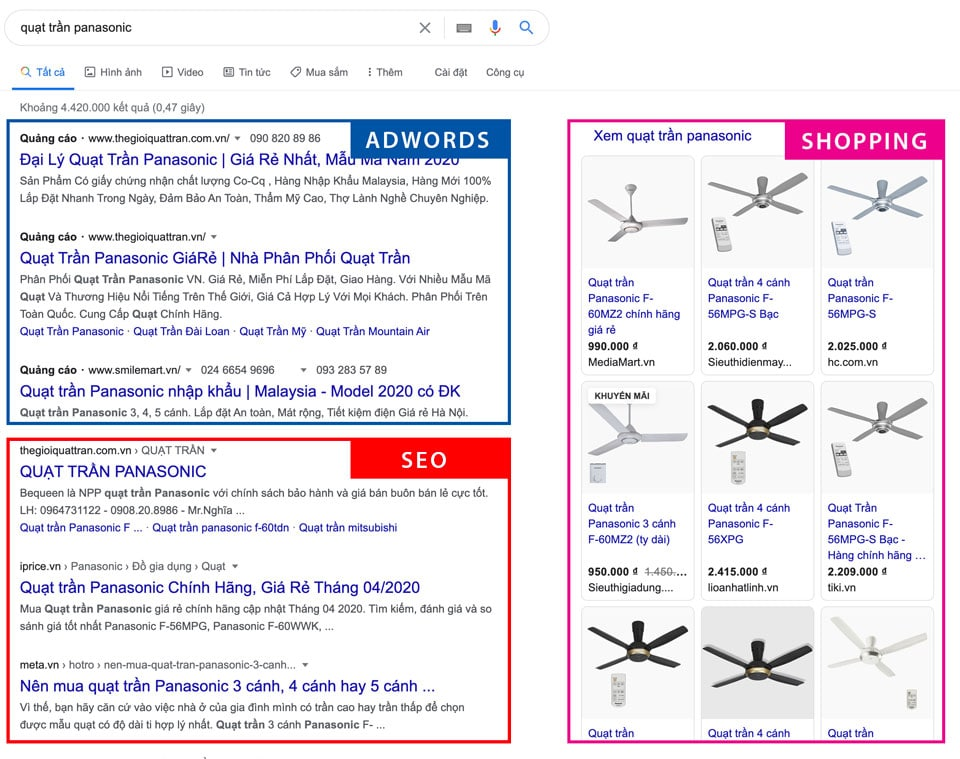 quạt trần panasonic
Tất cả Hình ảnh Video Tin tức Mua sắm Thêm Cài đặt Công cụ
Khoảng 4.420.000 kết quả (0,47 giây)
ADWORDS
Quảng cáo · www.thegioiquattran.com.vn/ 090 820 89 86
Đại Lý Quạt Trần Panasonic | Giá Rẻ Nhất, Mẫu Mã Năm 2020
Sản Phẩm Có giấy chứng nhận chất lượng Co-Cq , Hàng Nhập Khẩu Malaysia, Hàng Mới 100%
Lắp Đặt Nhanh Trong Ngày, Đảm Bảo An Toàn, Thẩm Mỹ Cao, Thợ Lành Nghề Chuyên Nghiệp.
Quảng cáo · www.thegioiquattran.vn/
Quạt Trần Panasonic GiáRẻ | Nhà Phân Phối Quạt Trần
Phân Phối Quạt Trần Panasonic VN. Giá Rẻ, Miễn Phí Lắp Đặt, Giao Hàng. Với Nhiều Mẫu Mã
Quạt Và Thương Hiệu Nổi Tiếng Trên Thế Giới, Giá Cả Hợp Lý Với Mọi Khách. Phân Phối Trên
Toàn Quốc. Cung Cấp Quạt Chính Hãng.
Quạt Trần Panasonic · Quạt Trần Đài Loan · Quạt Trần Mỹ · Quạt Trần Mountain Air
Quảng cáo · www.smilemart.vn/ 024 6654 9696 093 283 57 89
Quạt trần Panasonic nhập khẩu | Malaysia - Model 2020 có ĐK
Quạt trần Panasonic 3, 4, 5 cánh. Lắp đặt An toàn, Mát rộng, Tiết kiệm điện Giá rẻ Hà Nội.
SEO
thegioiquattran.com.vn › QUẠT TRẦN
QUẠT TRẦN PANASONIC
Bequeen là NPP quạt trần Panasonic với chính sách bảo hành và giá bán buôn bán lẻ cực tốt.
LH: 0964731122 - 0908.20.8986 - Mr.Nghĩa ...
Quạt trần Panasonic F ... · Quạt trần panasonic f-60tdn · Quạt trần mitsubishi
iprice.vn › Panasonic › Đồ gia dụng › Quạt
Quạt trần Panasonic Chính Hãng, Giá Rẻ Tháng 04/2020
Mua Quạt trần Panasonic giá rẻ chính hãng cập nhật Tháng 04 2020. Tìm kiếm, đánh giá và so
sánh giá tốt nhất Panasonic F-56MPG, Panasonic F-60WWK, ...
meta.vn › hotro › nen-mua-quat-tran-panasonic-3-canh...
Nên mua quạt trần Panasonic 3 cánh, 4 cánh hay 5 cánh ...
Vì thế, bạn hãy căn cứ vào việc nhà ở của gia đình mình có trần cao hay trần thấp để chọn
được mẫu quạt có độ dài ti hợp lý nhất. Quạt trần 3 cánh Panasonic F- ...
SHOPPING
Xem quạt trần panasonic
Quạt trần
Panasonic F-
60MZ2 chính hãng
giá rẻ
990.000 ₫
MediaMart.vn
Quạt trần 4 cánh
Panasonic F-
56MPG-S Bạc
2.060.000 ₫
Sieuthidienmay...
Quạt trần
Panasonic F-
56MPG-S
2.025.000 ₫
hc.com.vn
KHUYẾN MÃI
Quạt trần
Panasonic 3 cánh
F-60MZ2 (ty dài)
950.000 ₫ 1.450....
Sieuthigiadung....
Quạt trần 4 cánh
Panasonic F-
56XPG
2.415.000 ₫
lioanhatlinh.vn
Quạt Trần
Panasonic F-
56MPG-S Bạc -
Hàng chính hãng ...
2.209.000 ₫
tiki.vn
Quạt trần
Quạt trần 4 cánh
Quạt trần